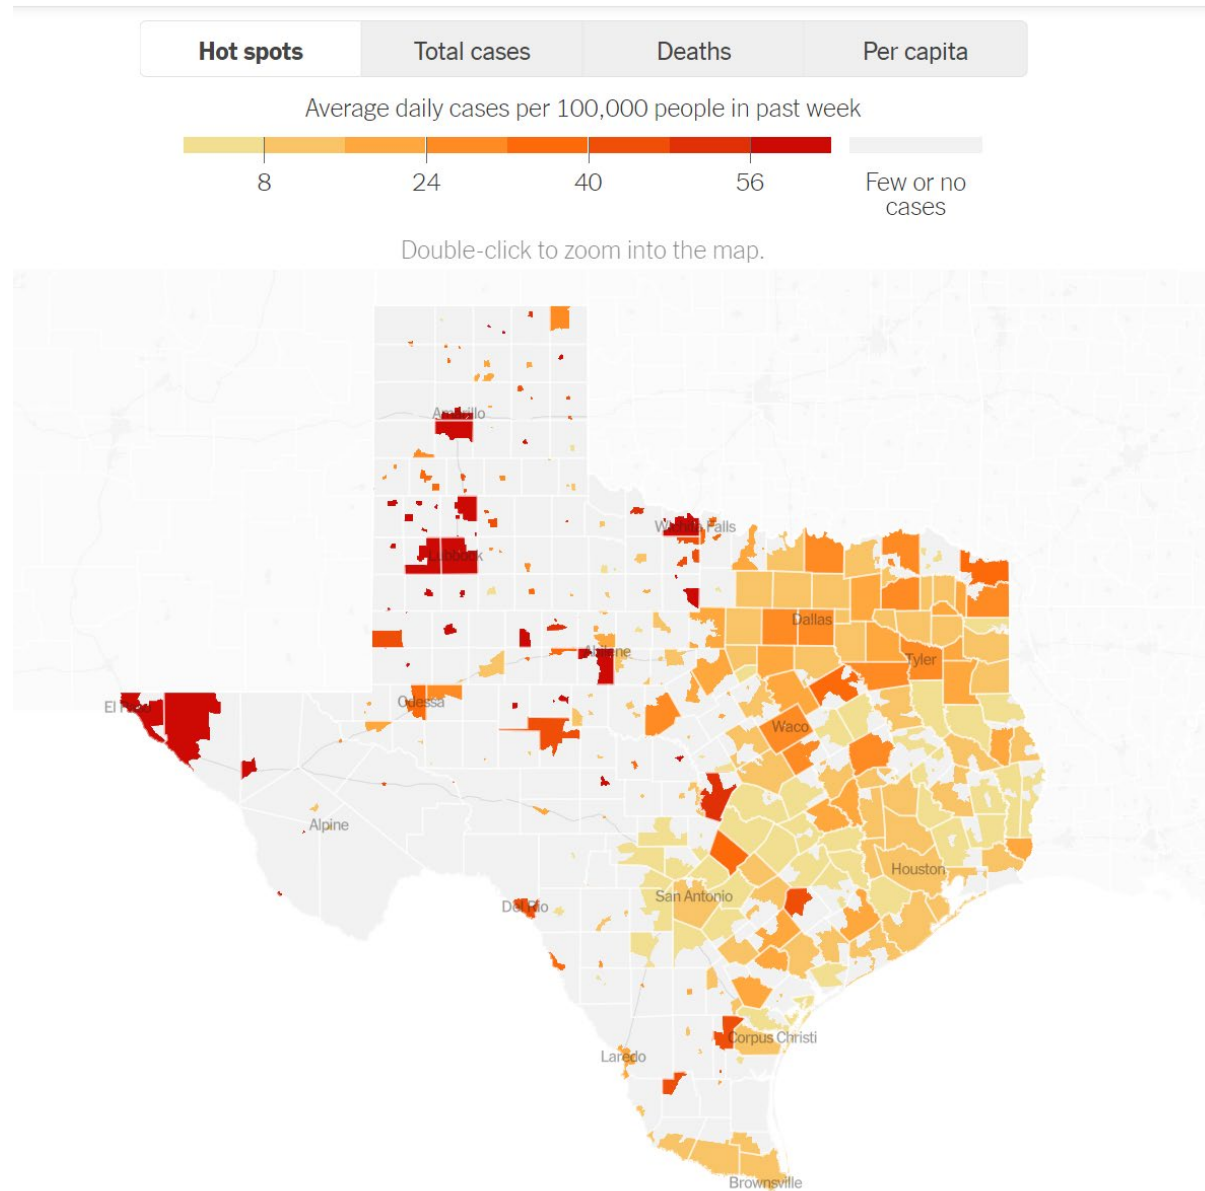 Hot spots
Total cases
Deaths
Per capita
Average daily cases per 100,000 people in past week
8
24
40
56
Few or no
cases
Double-click to zoom into the map.
Amarillo
Wichita Falls
Lubbock
Dallas
Abilene
Tyler
El Paso
Odessa
Waco
Alpine
Houston
San Antonio
Del Rio
Corpus Christi
Laredo
Brownsville